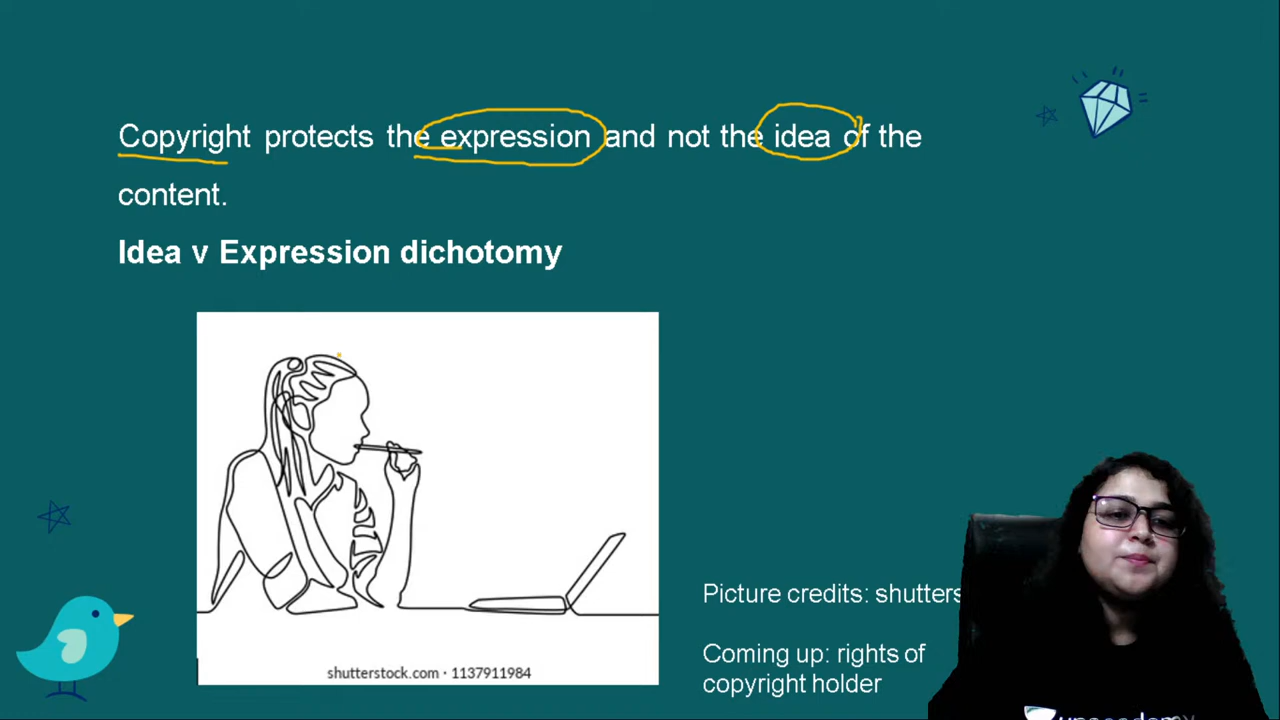 Copyright protects the expression and not the idea of the
content.
Idea v Expression dichotomy
shutterstock.com · 1137911984
Picture credits: shutters
Coming up: rights of
copyright holder